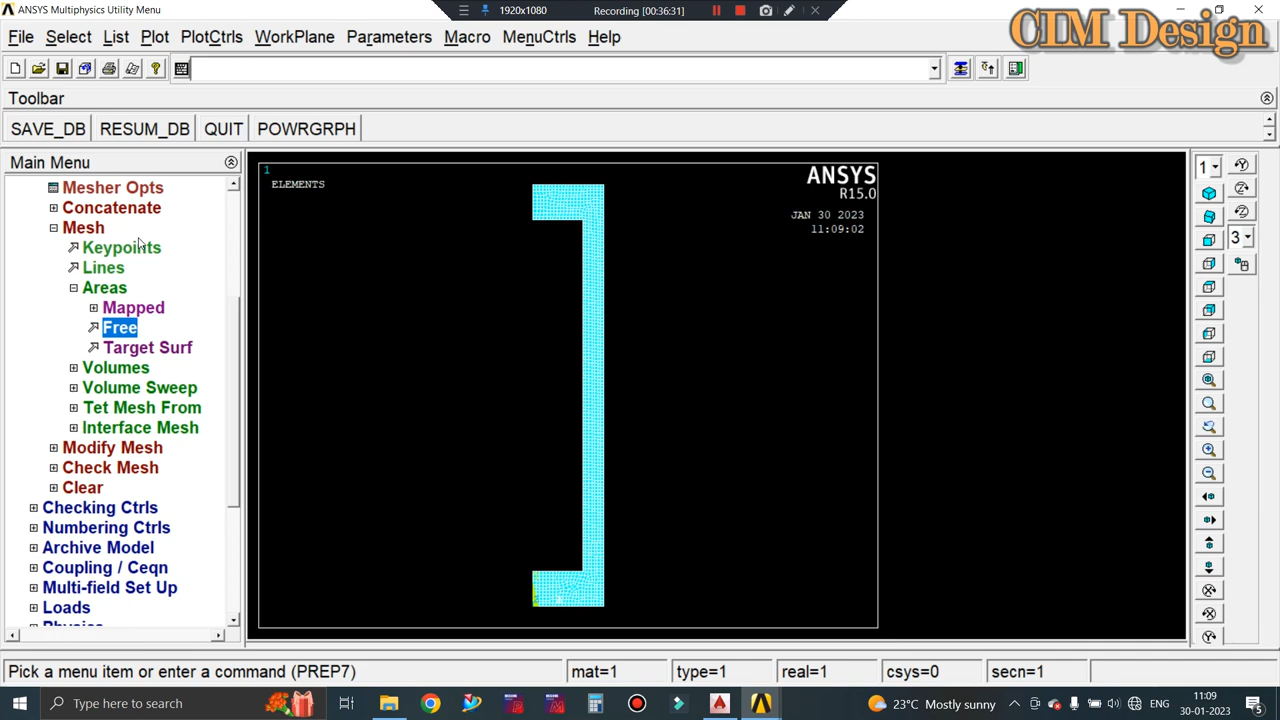 ANSYS Multiphysics Utility Menu
1920x1080
Recording [00:36:31]
CIM Design
File Select List Plot PlotCtrls WorkPlane Parameters Macro MenuCtrls Help
Toolbar
SAVE_DB RESUM_DB QUIT POWRGRPH
Main Menu
Mesher Opts
Concatenate
Mesh
Keypoints
Lines
Areas
Mapped
Free
Target Surf
Volumes
Volume Sweep
Tet Mesh From
Interface Mesh
Modify Mesh
Check Mesh
Clear
Checking Ctrls
Numbering Ctrls
Archive Model
Coupling / Ceqn
Multi-field Set Up
Loads
Physics
1
ELEMENTS
ANSYS
R15.0
JAN 30 2023
11:09:02
1
3
Pick a menu item or enter a command (PREP7)
mat=1
type=1
real=1
csys=0
secn=1
Type here to search
23°C Mostly sunny
ENG
11:09
30-01-2023
5